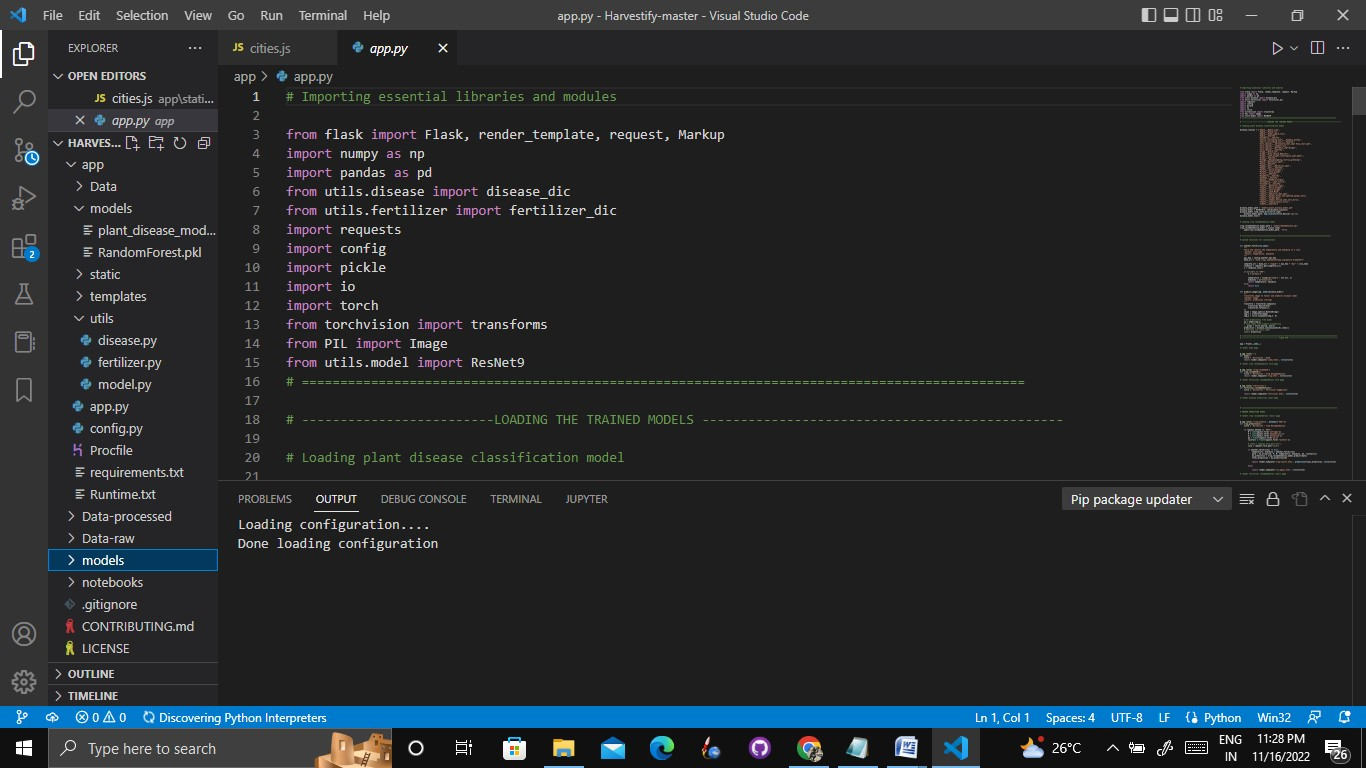 File Edit Selection View Go Run Terminal Help
app.py - Harvestify-master - Visual Studio Code
EXPLORER
OPEN EDITORS
JS cities.js app\stati...
app.py app
HARVES...
app
Data
models
plant_disease_mod...
RandomForest.pkl
static
templates
utils
disease.py
fertilizer.py
model.py
app.py
config.py
Procfile
requirements.txt
Runtime.txt
Data-processed
Data-raw
models
notebooks
.gitignore
CONTRIBUTING.md
LICENSE
OUTLINE
TIMELINE
2
JS cities.js
app.py
app > app.py
1 # Importing essential libraries and modules
2
3 from flask import Flask, render_template, request, Markup
4 import numpy as np
5 import pandas as pd
6 from utils.disease import disease_dic
7 from utils.fertilizer import fertilizer_dic
8 import requests
9 import config
10 import pickle
11 import io
12 import torch
13 from torchvision import transforms
14 from PIL import Image
15 from utils.model import ResNet9
16 # ==============================================================================================
17
18 # -------------------------LOADING THE TRAINED MODELS -----------------------------------------------
19
20 # Loading plant disease classification model
21
PROBLEMS OUTPUT DEBUG CONSOLE TERMINAL JUPYTER
Pip package updater
Loading configuration....
Done loading configuration
0 0 Discovering Python Interpreters
Ln 1, Col 1 Spaces: 4 UTF-8 LF Python Win32
Type here to search
26°C
ENG
IN
11:28 PM
11/16/2022
26